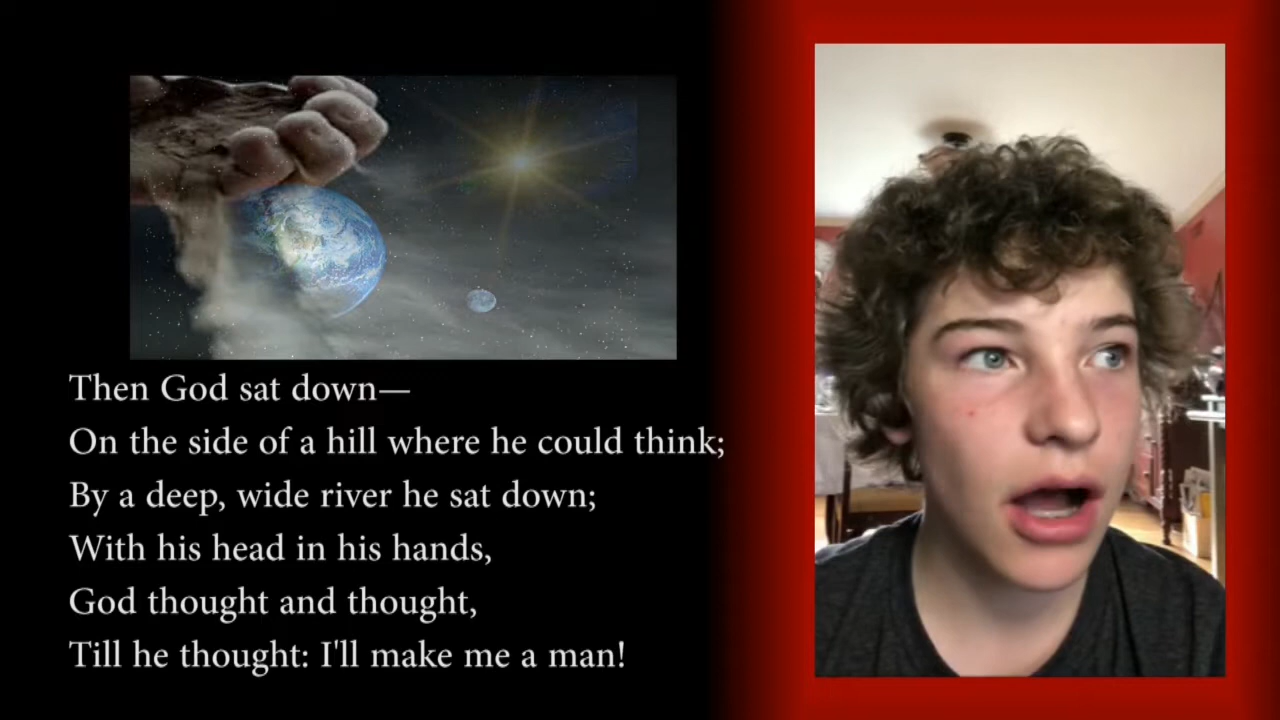 Then God sat down—
On the side of a hill where he could think;
By a deep, wide river he sat down;
With his head in his hands,
God thought and thought,
Till he thought: I'll make me a man!